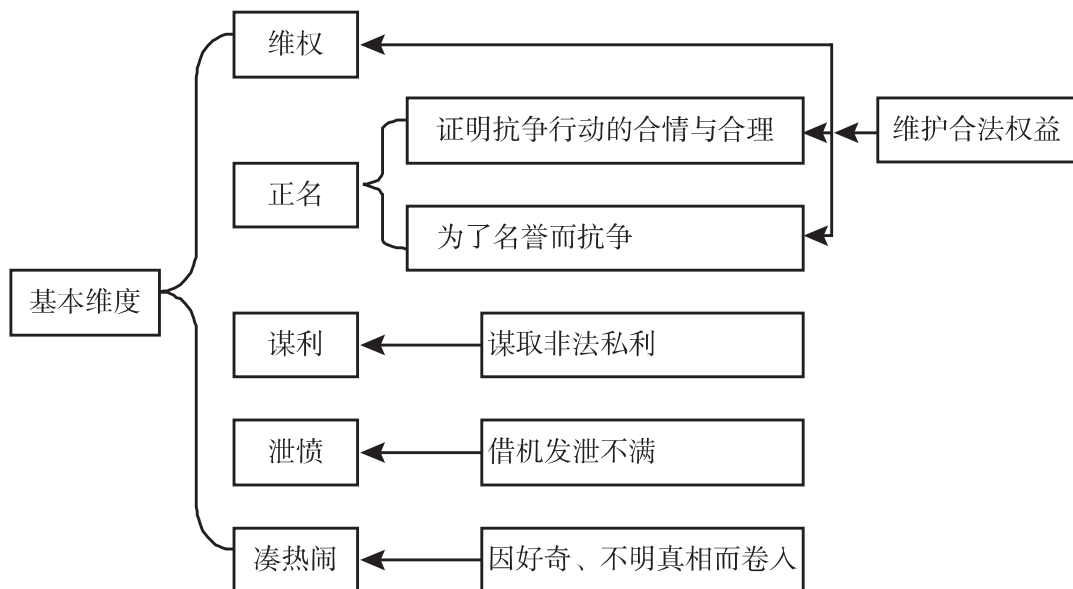 维权
证明抗争行动的合情与合理
维护合法权益
正名
为了名誉而抗争
基本维度
谋利
谋取非法私利
泄愤
借机发泄不满
凑热闹
因好奇、不明真相而卷入